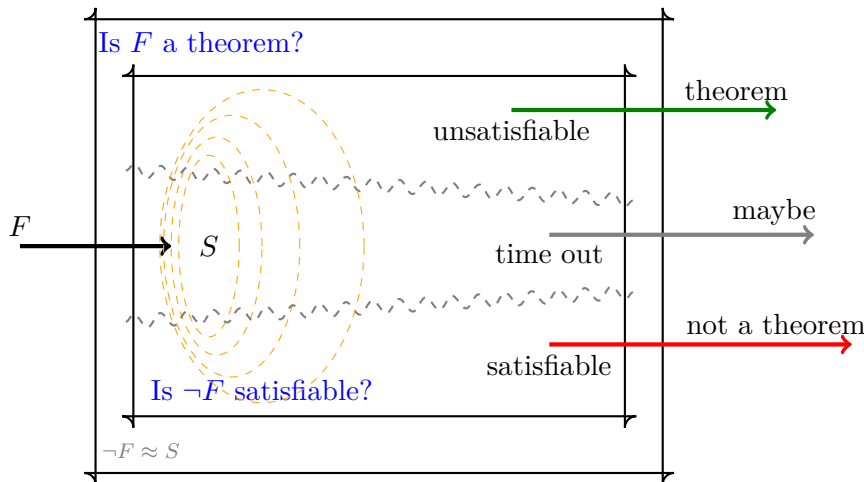 Is F a theorem?
theorem
unsatisfiable
maybe
F
S
time out
not a theorem
satisfiable
Is ¬F satisfiable?
¬F ≈ S